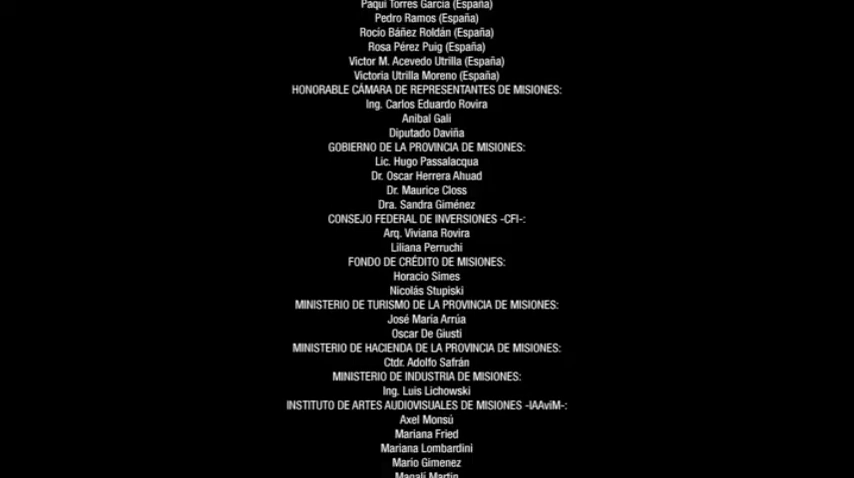 Paqui Torres García (España)
Pedro Ramos (España)
Rocío Báñez Roldán (España)
Rosa Pérez Puig (España)
Victor M. Acevedo Utrilla (España)
Victoria Utrilla Moreno (España)
HONORABLE CÁMARA DE REPRESENTANTES DE MISIONES:
Ing. Carlos Eduardo Rovira
Anibal Gali
Diputado Daviña
GOBIERNO DE LA PROVINCIA DE MISIONES:
Lic. Hugo Passalacqua
Dr. Oscar Herrera Ahuad
Dr. Maurice Closs
Dra. Sandra Giménez
CONSEJO FEDERAL DE INVERSIONES -CFI-:
Arq. Viviana Rovira
Liliana Perruchi
FONDO DE CRÉDITO DE MISIONES:
Horacio Simes
Nicolás Stupiski
MINISTERIO DE TURISMO DE LA PROVINCIA DE MISIONES:
José María Arrúa
Oscar De Giusti
MINISTERIO DE HACIENDA DE LA PROVINCIA DE MISIONES:
Ctdr. Adolfo Safrán
MINISTERIO DE INDUSTRIA DE MISIONES:
Ing. Luis Lichowski
INSTITUTO DE ARTES AUDIOVISUALES DE MISIONES -IAAviM-:
Axel Monsú
Mariana Fried
Mariana Lombardini
Mario Gimenez
Magalí Martin